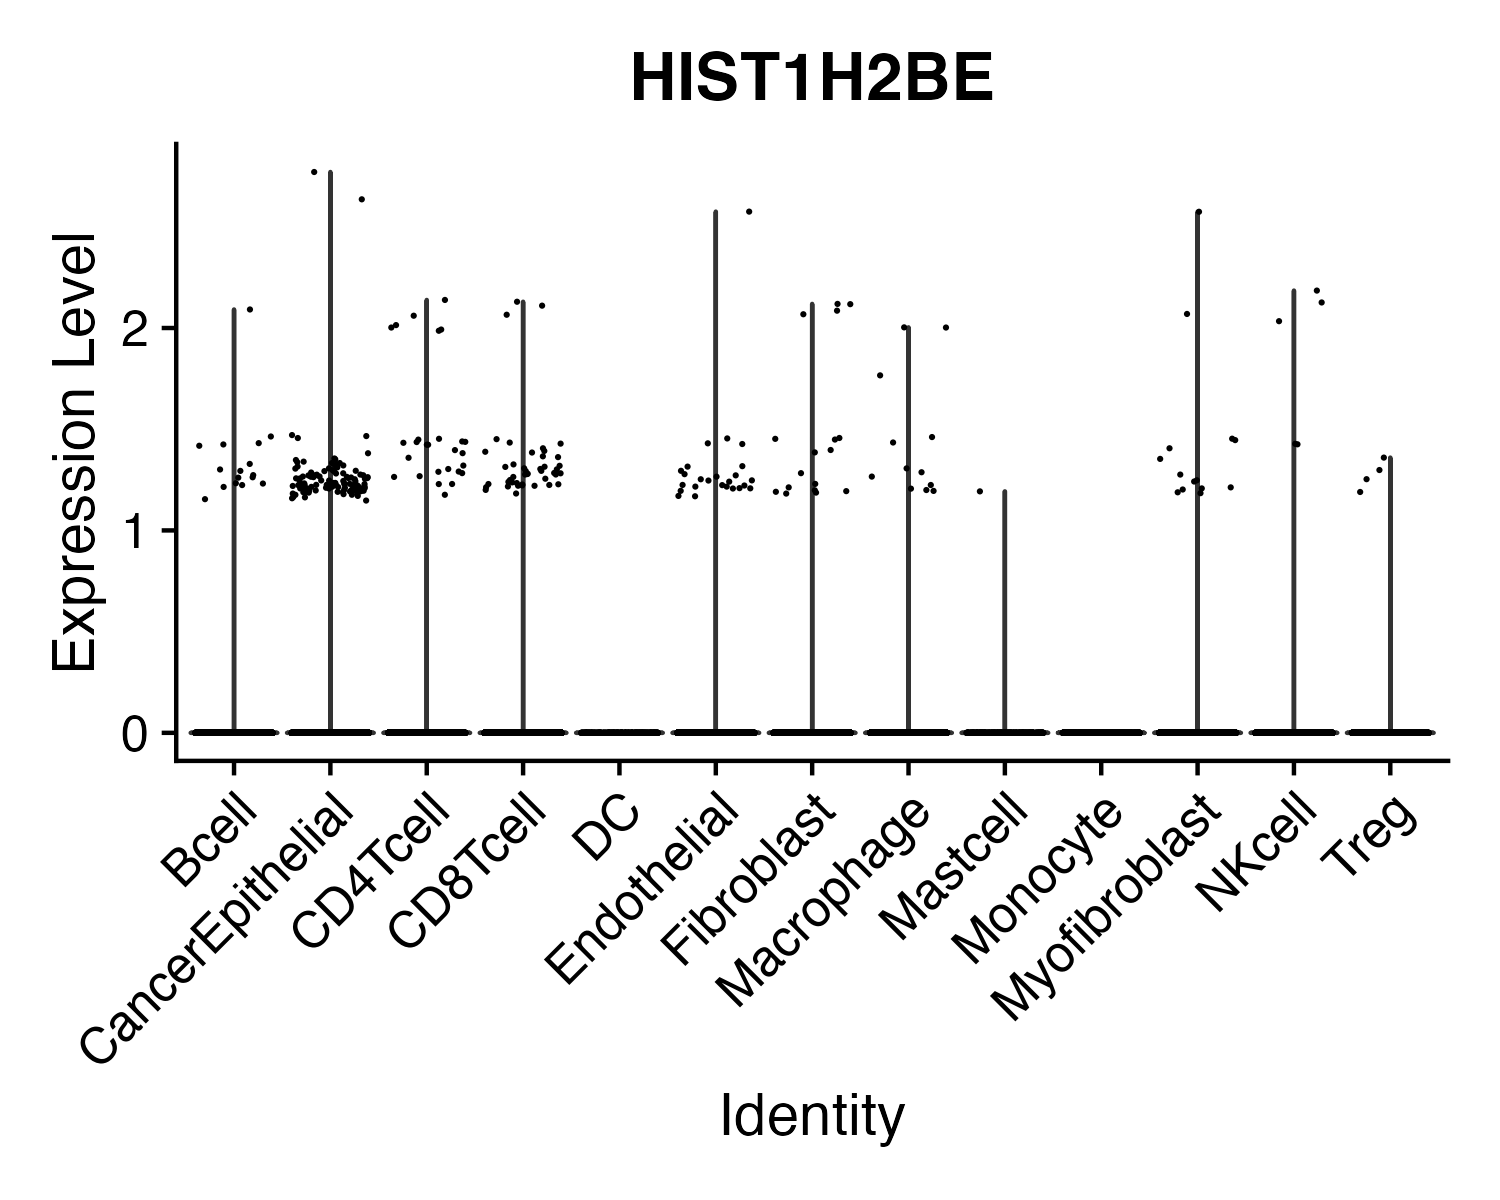 HIST1H2BE
Expression Level
2
1
0
Bcell
CancerEpithelial
CD4Tcell
CD8Tcell
DC
Endothelial
Fibroblast
Macrophage
Mastcell
Monocyte
Myofibroblast
NKcell
Treg
Identity